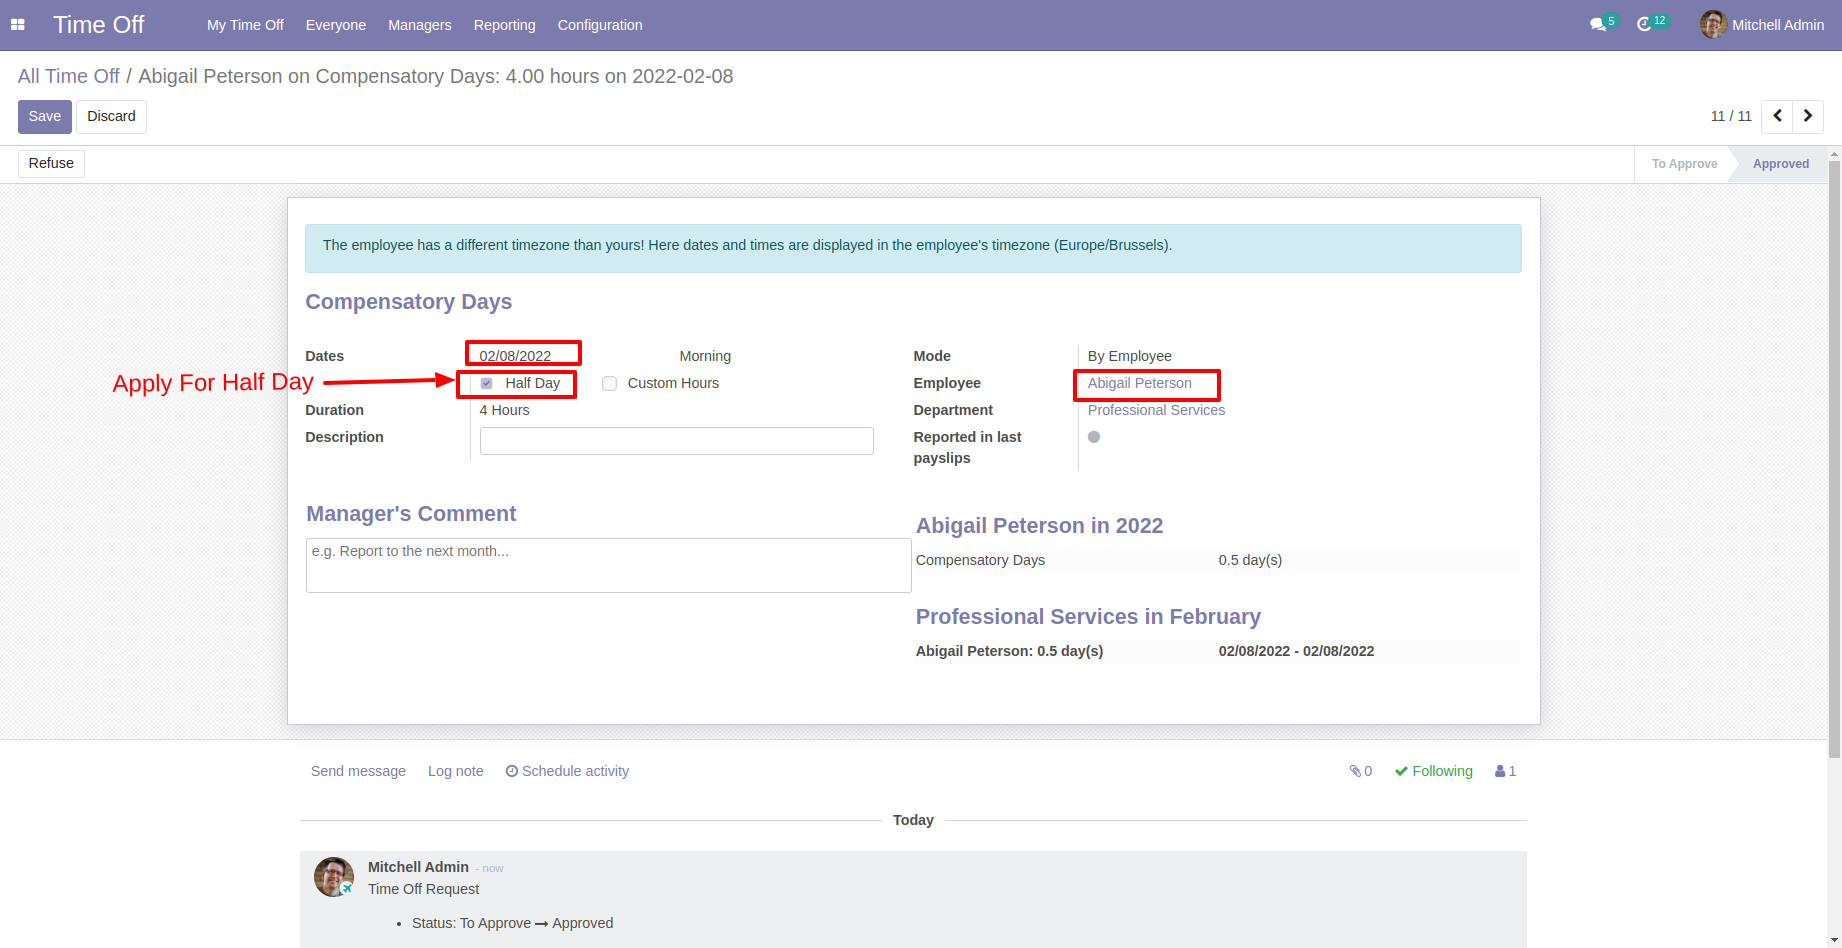 Time Off My Time Off Everyone Managers Reporting Configuration 5 12 Mitchell Admin
All Time Off / Abigail Peterson on Compensatory Days: 4.00 hours on 2022-02-08
Save Discard 11 / 11
Refuse To Approve Approved
The employee has a different timezone than yours! Here dates and times are displayed in the employee's timezone (Europe/Brussels).
Compensatory Days
Dates 02/08/2022 Morning Mode By Employee
Apply For Half Day Half Day Custom Hours Employee Abigail Peterson
Duration 4 Hours Department Professional Services
Description Reported in last
payslips
Manager's Comment
Abigail Peterson in 2022
e.g. Report to the next month...
Compensatory Days 0.5 day(s)
Professional Services in February
Abigail Peterson: 0.5 day(s) 02/08/2022 - 02/08/2022
Send message Log note Schedule activity 0 Following 1
Today
Mitchell Admin - now
Time Off Request
• Status: To Approve → Approved